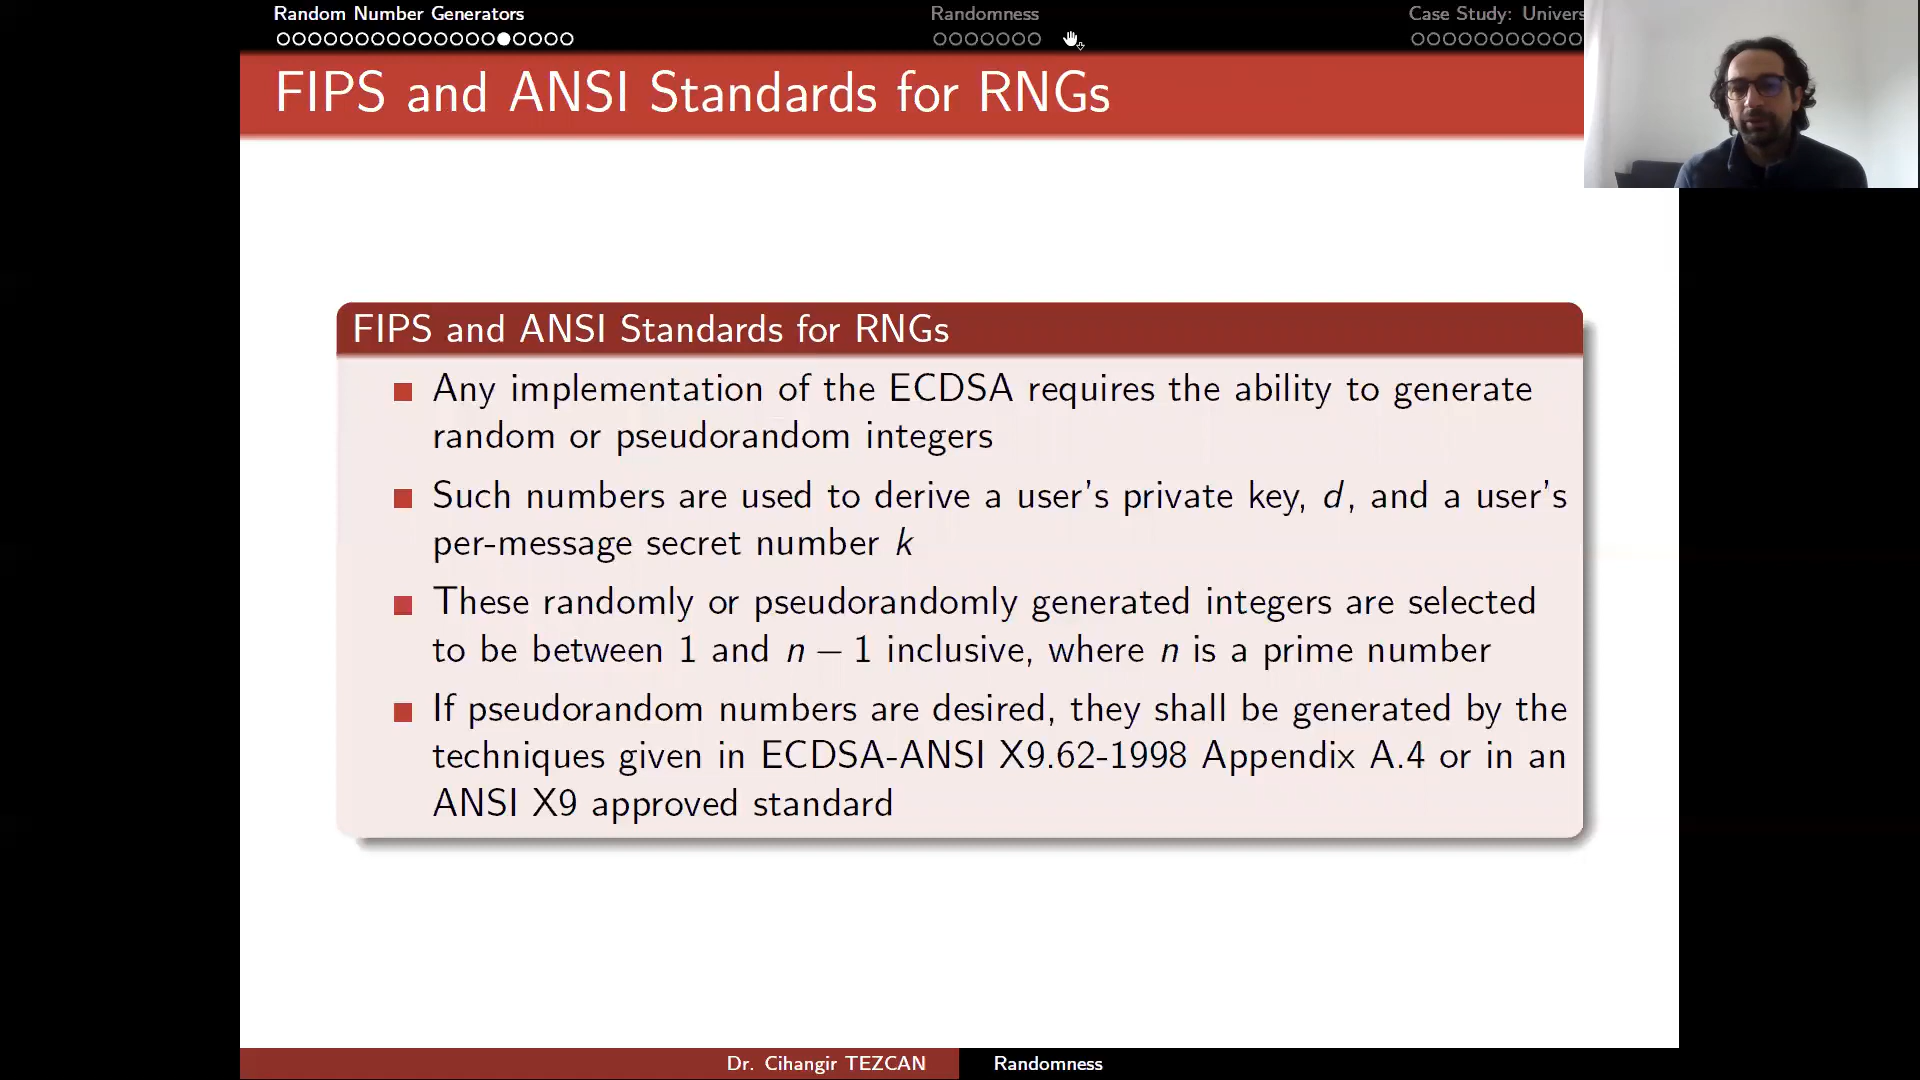 Random Number Generators
Randomness
Case Study: Univers
FIPS and ANSI Standards for RNGs
FIPS and ANSI Standards for RNGs
Any implementation of the ECDSA requires the ability to generate
random or pseudorandom integers
Such numbers are used to derive a user's private key, d, and a user's
per-message secret number k
These randomly or pseudorandomly generated integers are selected
to be between 1 and n − 1 inclusive, where n is a prime number
If pseudorandom numbers are desired, they shall be generated by the
techniques given in ECDSA-ANSI X9.62-1998 Appendix A.4 or in an
ANSI X9 approved standard
Dr. Cihangir TEZCAN
Randomness